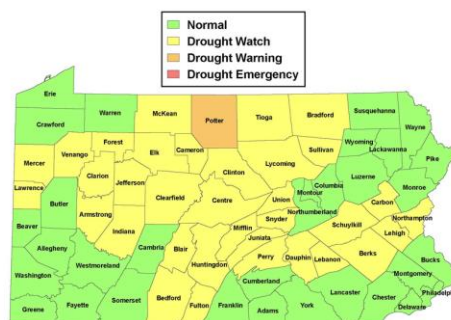 Normal
Drought Watch
Drought Warning
Drought Emergency
Erie
Crawford
Warren
McKean
Potter
Tioga
Bradford
Susquehanna
Wayne
Wyoming
Lackawanna
Pike
Mercer
Venango
Forest
Elk
Cameron
Sullivan
Lycoming
Luzerne
Lawrence
Clarion
Jefferson
Clearfield
Clinton
Centre
Union
Montour
Columbia
Monroe
Carbon
Butler
Armstrong
Northumberland
Snyder
Northampton
Beaver
Indiana
Cambria
Blair
Mifflin
Juniata
Schuylkill
Lehigh
Allegheny
Westmoreland
Huntingdon
Perry
Dauphin
Lebanon
Berks
Bucks
Washington
Somerset
Bedford
Fulton
Franklin
Cumberland
Adams
York
Lancaster
Chester
Montgomery
Philadelph
Delaware
Greene
Fayette